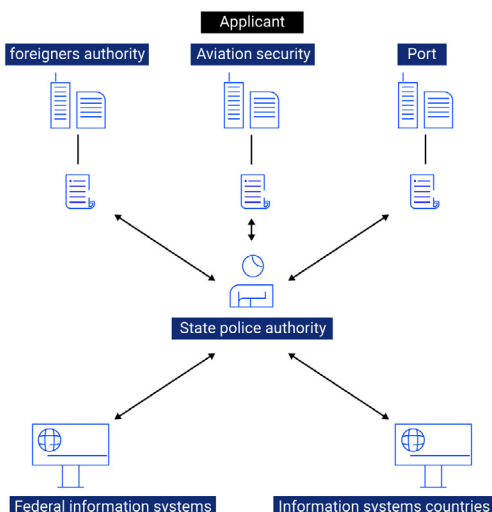 Applicant
foreigners authority
Aviation security
Port
State police authority
Federal information systems
Information systems countries